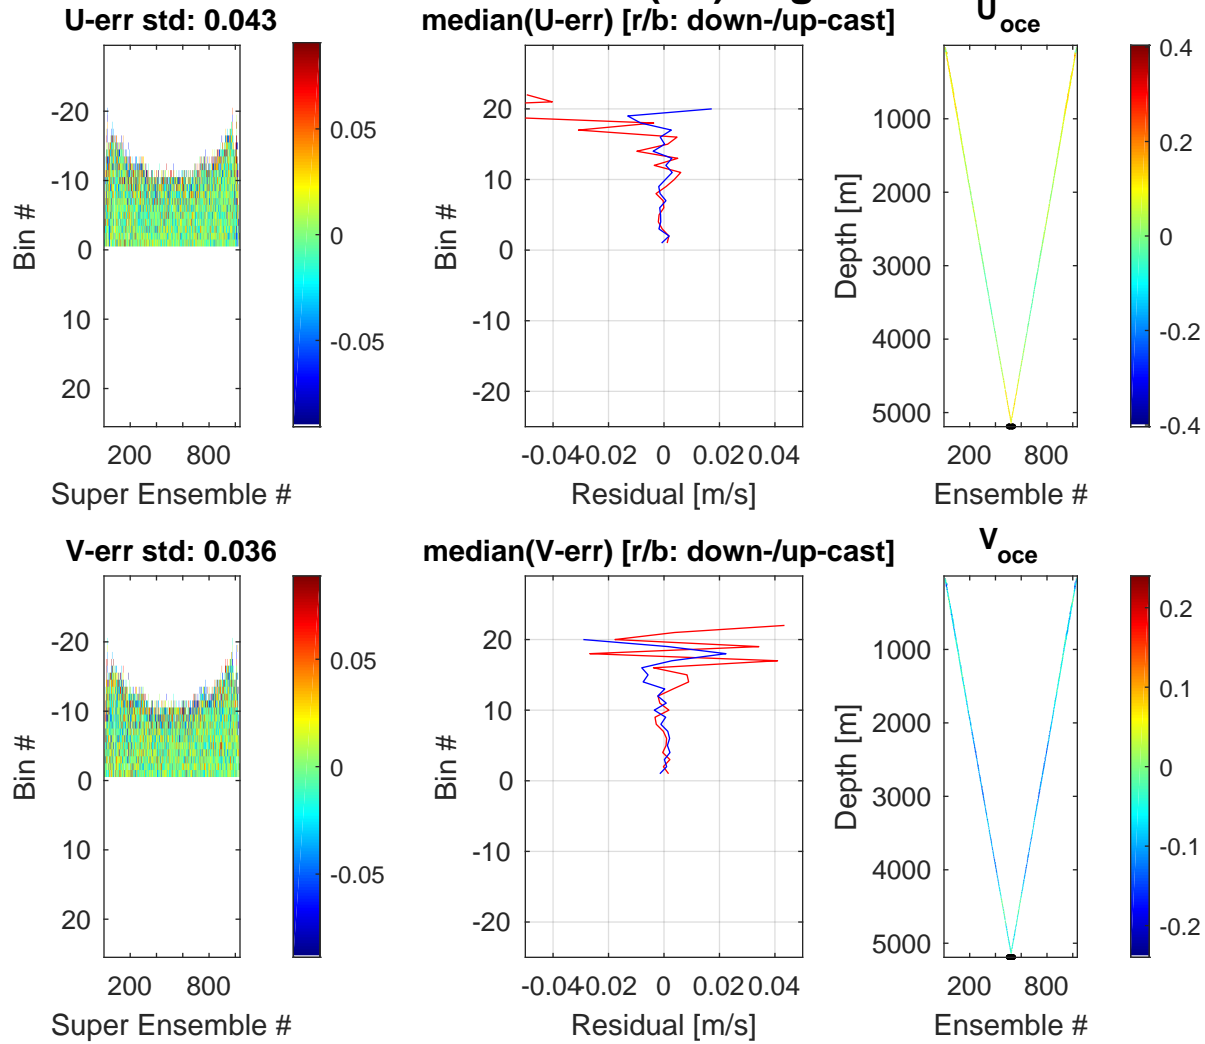 U-err std: 0.043
-20
-10
0
10
20
Bin #
200 800
Super Ensemble #
0.05
0
-0.05
median(U-err) [r/b: down-/up-cast]
20
10
0
-10
-20
Bin #
-0.04 -0.02 0 0.02 0.04
Residual [m/s]
U_oce
1000
2000
3000
4000
5000
Depth [m]
200 800
Ensemble #
0.4
0.2
0
-0.2
-0.4
V-err std: 0.036
-20
-10
0
10
20
Bin #
200 800
Super Ensemble #
0.05
0
-0.05
median(V-err) [r/b: down-/up-cast]
20
10
0
-10
-20
Bin #
-0.04 -0.02 0 0.02 0.04
Residual [m/s]
V_oce
1000
2000
3000
4000
5000
Depth [m]
200 800
Ensemble #
0.2
0.1
0
-0.1
-0.2